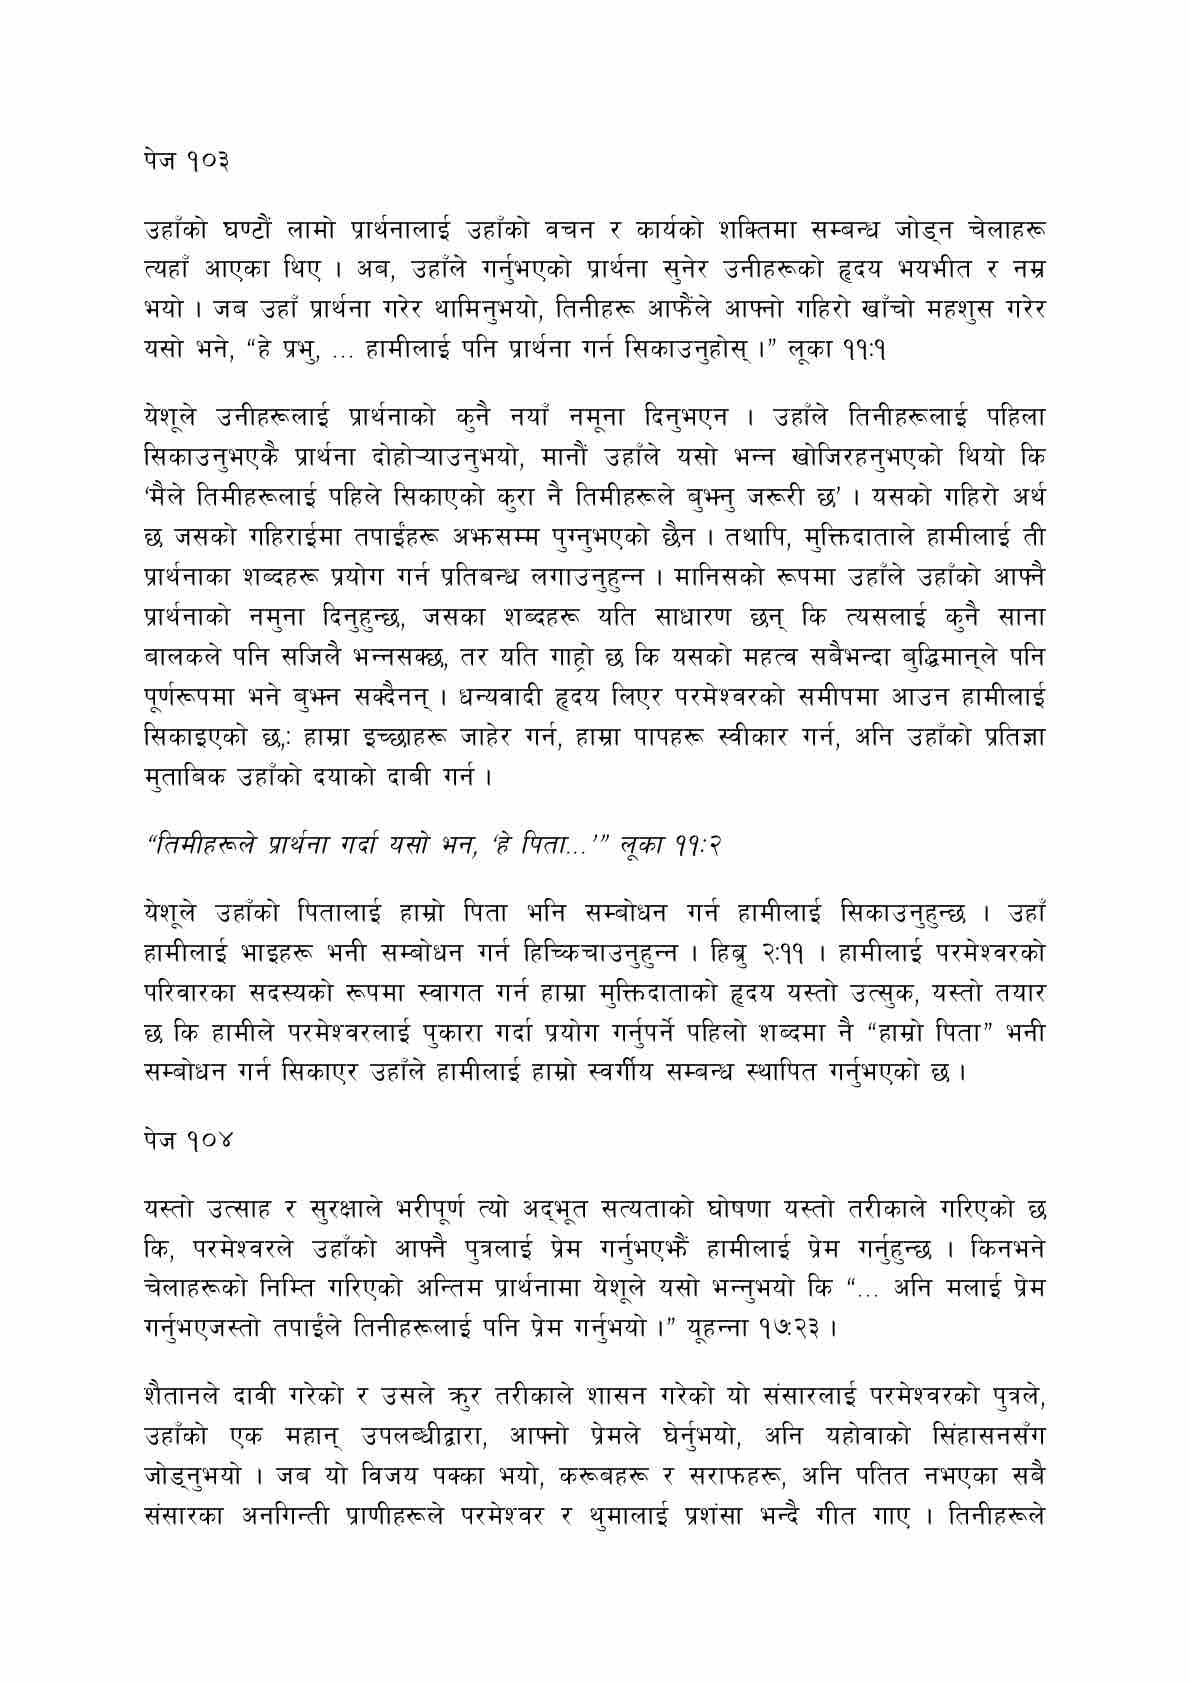 पेज १०३
उहाँको घण्टौं लामो प्रार्थनालाई उहाँको वचन र कार्यको शक्तिमा सम्बन्ध जोड्न चेलाहरू
त्यहाँ आएका थिए । अब, उहाँले गर्नुभएको प्रार्थना सुनेर उनीहरूको हृदय भयभीत र नम्र
भयो । जब उहाँ प्रार्थना गरेर थामिनुभयो, तिनीहरू आफैंले आफ्नो गहिरो खाँचो महशुस गरेर
यसो भने, “हे प्रभु, ... हामीलाई पनि प्रार्थना गर्न सिकाउनुहोस् ।” लूका ११:१
येशूले उनीहरूलाई प्रार्थनाको कुनै नयाँ नमूना दिनुभएन । उहाँले तिनीहरूलाई पहिला
सिकाउनुभएकै प्रार्थना दोहोऱ्याउनुभयो, मानौं उहाँले यसो भन्न खोजिरहनुभएको थियो कि
‘मैले तिमीहरूलाई पहिले सिकाएको कुरा नै तिमीहरूले बुझ्नु जरूरी छ’ । यसको गहिरो अर्थ
छ जसको गहिराईमा तपाईंहरू अझसम्म पुग्नुभएको छैन । तथापि, मुक्तिदाताले हामीलाई ती
प्रार्थनाका शब्दहरू प्रयोग गर्न प्रतिबन्ध लगाउनुहुन्न । मानिसको रूपमा उहाँले उहाँको आफ्नै
प्रार्थनाको नमुना दिनुहुन्छ, जसका शब्दहरू यति साधारण छन् कि त्यसलाई कुनै साना
बालकले पनि सजिलै भन्नसक्छ, तर यति गाह्रो छ कि यसको महत्व सबैभन्दा बुद्धिमान्‌ले पनि
पूर्णरूपमा भने बुझ्न सक्दैनन् । धन्यवादी हृदय लिएर परमेश्वरको समीपमा आउन हामीलाई
सिकाइएको छ,: हाम्रा इच्छाहरू जाहेर गर्न, हाम्रा पापहरू स्वीकार गर्न, अनि उहाँको प्रतिज्ञा
मुताबिक उहाँको दयाको दाबी गर्न ।
“तिमीहरूले प्रार्थना गर्दा यसो भन, ‘हे पिता...’” लूका ११:२
येशूले उहाँको पितालाई हाम्रो पिता भनि सम्बोधन गर्न हामीलाई सिकाउनुहुन्छ । उहाँ
हामीलाई भाइहरू भनी सम्बोधन गर्न हिच्किचाउनुहुन्न । हिब्रु २:११ । हामीलाई परमेश्वरको
परिवारका सदस्यको रूपमा स्वागत गर्न हाम्रा मुक्तिदाताको हृदय यस्तो उत्सुक, यस्तो तयार
छ कि हामीले परमेश्वरलाई पुकारा गर्दा प्रयोग गर्नुपर्ने पहिलो शब्दमा नै “हाम्रो पिता” भनी
सम्बोधन गर्न सिकाएर उहाँले हामीलाई हाम्रो स्वर्गीय सम्बन्ध स्थापित गर्नुभएको छ ।
पेज १०४
यस्तो उत्साह र सुरक्षाले भरीपूर्ण त्यो अद्‌भूत सत्यताको घोषणा यस्तो तरीकाले गरिएको छ
कि, परमेश्वरले उहाँको आफ्नै पुत्रलाई प्रेम गर्नुभएझैं हामीलाई प्रेम गर्नुहुन्छ । किनभने
चेलाहरूको निम्ति गरिएको अन्तिम प्रार्थनामा येशूले यसो भन्नुभयो कि “... अनि मलाई प्रेम
गर्नुभएजस्तो तपाईंले तिनीहरूलाई पनि प्रेम गर्नुभयो ।” यूहन्ना १७:२३ ।
शैतानले दावी गरेको र उसले क्रुर तरीकाले शासन गरेको यो संसारलाई परमेश्वरको पुत्रले,
उहाँको एक महान् उपलब्धीद्वारा, आफ्नो प्रेमले घेर्नुभयो, अनि यहोवाको सिंहासनसँग
जोड्नुभयो । जब यो विजय पक्का भयो, करूबहरू र सराफहरू, अनि पतित नभएका सबै
संसारका अनगिन्ती प्राणीहरूले परमेश्वर र थुमालाई प्रशंसा भन्दै गीत गाए । तिनीहरूले